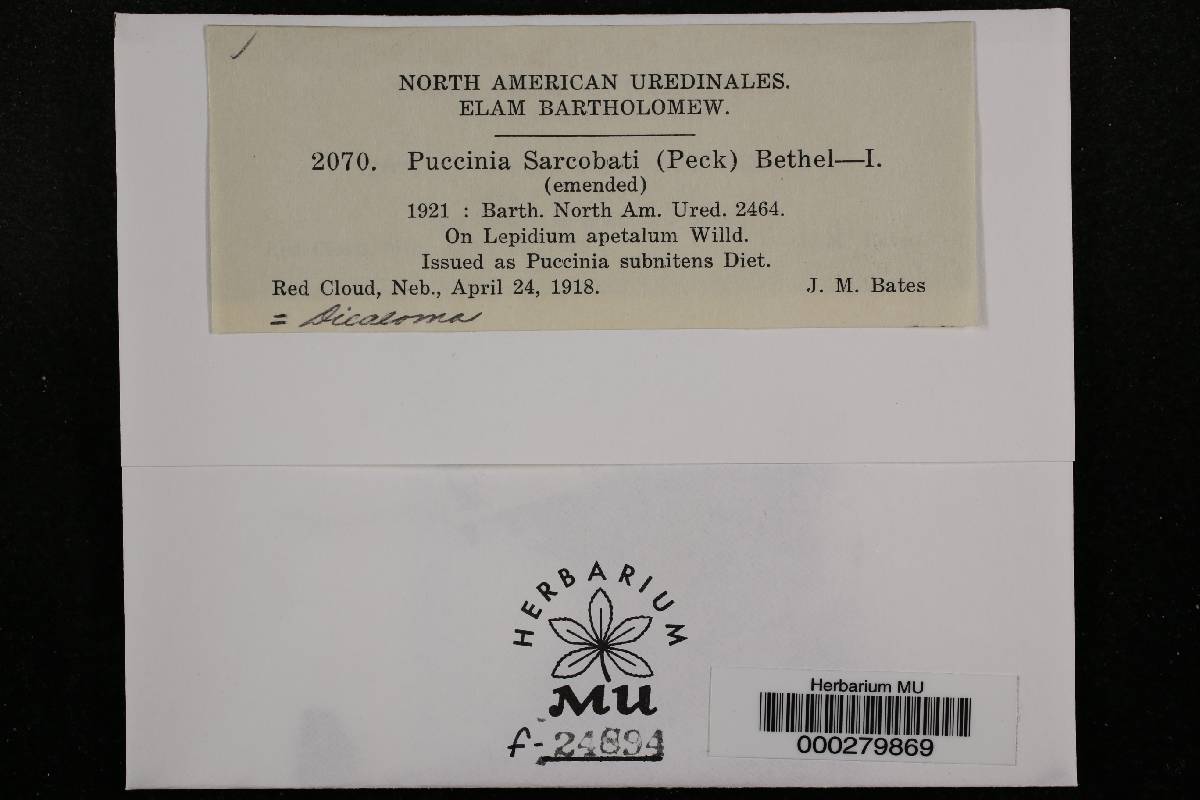 NORTH AMERICAN UREDINALES.
ELAM BARTHOLOMEW.
2070. Puccinia Sarcobati (Peck) Bethel—I.
(emended)
1921 : Barth. North Am. Ured. 2464.
On Lepidium apetalum Willd.
Issued as Puccinia subnitens Diet.
Red Cloud, Neb., April 24, 1918. J. M. Bates
= Dicaeoma
HERBARIUM
MU
f-24894
Herbarium MU
000279869